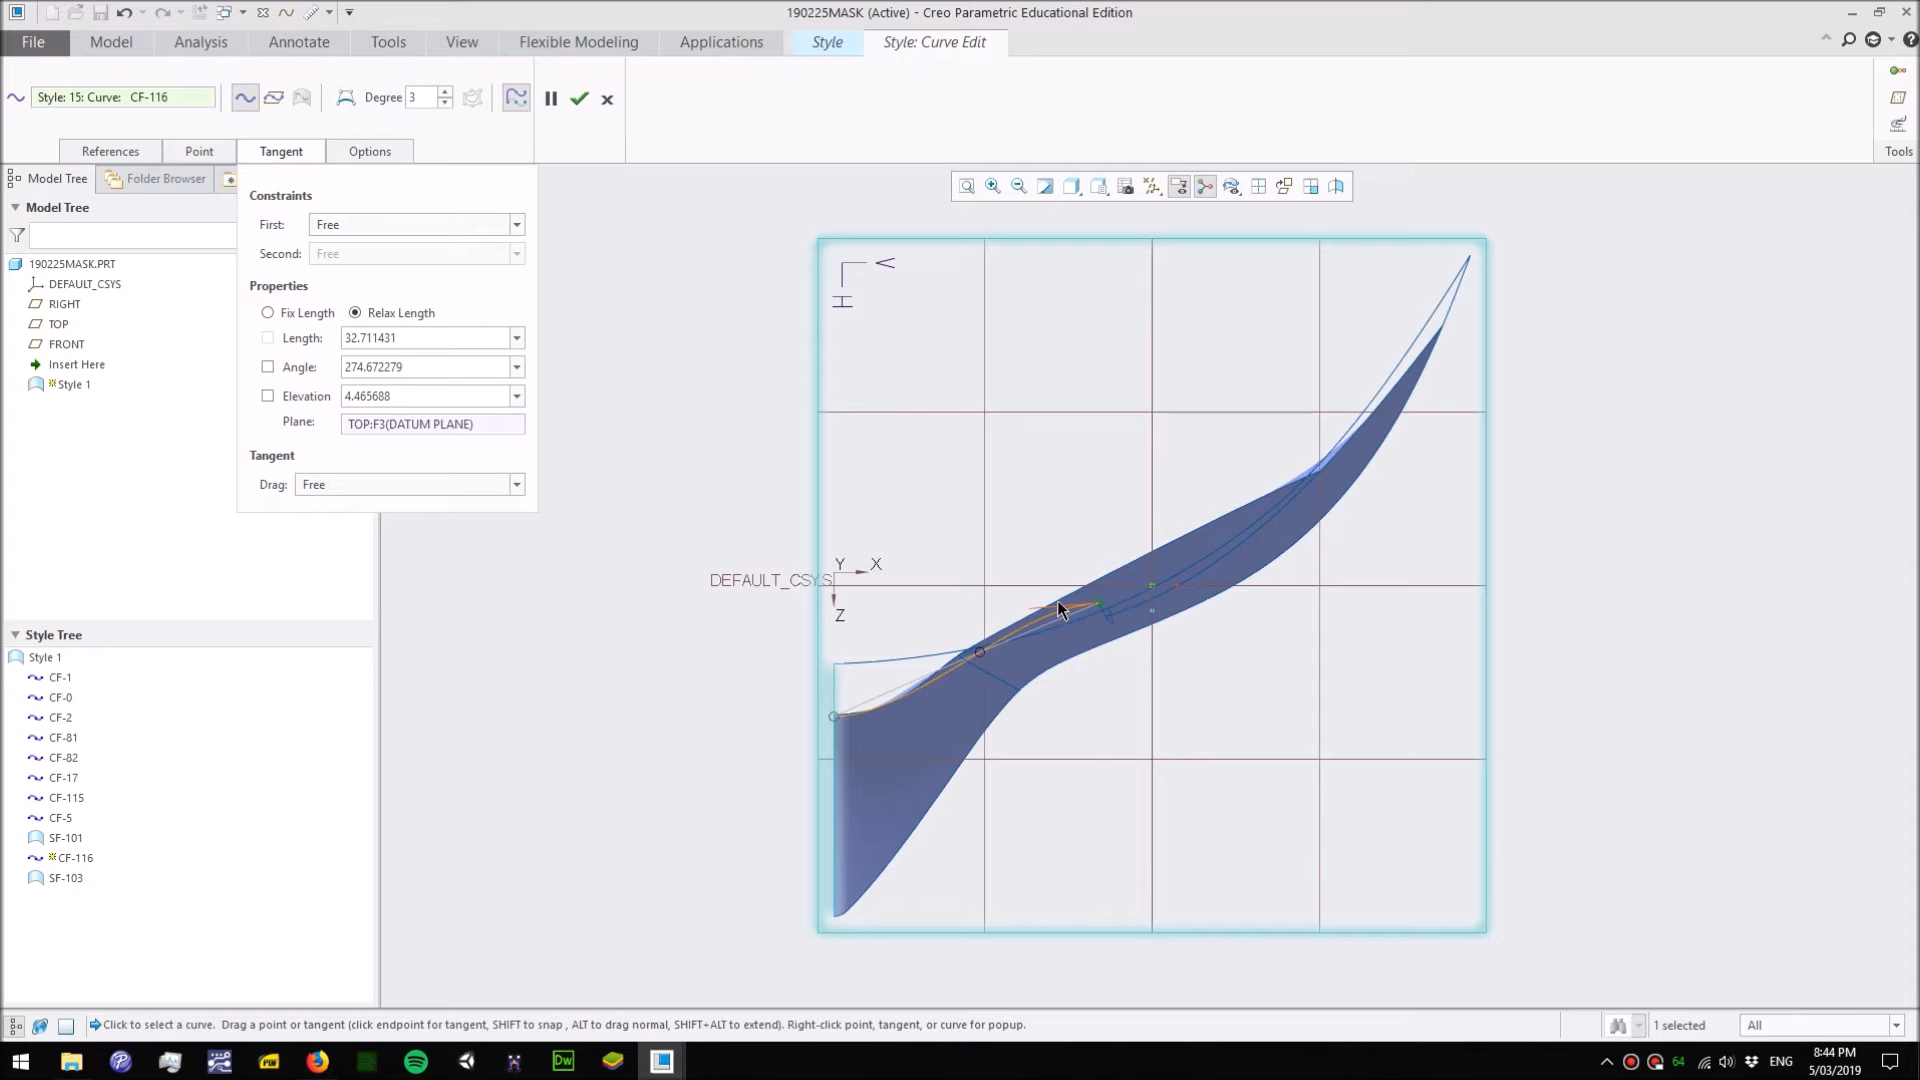 190225MASK (Active) - Creo Parametric Educational Edition
File Model Analysis Annotate Tools View Flexible Modeling Applications Style Style: Curve Edit
Style: 15: Curve: CF-116
Degree 3
Tools
References Point Tangent Options
Model Tree Folder Browser
Model Tree
190225MASK.PRT
DEFAULT_CSYS
RIGHT
TOP
FRONT
Insert Here
Style 1
Constraints
First: Free
Second: Free
Properties
Fix Length Relax Length
Length: 32.711431
Angle: 274.672279
Elevation 4.465688
Plane: TOP:F3(DATUM PLANE)
Tangent
Drag: Free
Y X
DEFAULT_CSYS
Z
Style Tree
Style 1
CF-1
CF-0
CF-2
CF-81
CF-82
CF-17
CF-115
CF-5
SF-101
CF-116
SF-103
Click to select a curve. Drag a point or tangent (click endpoint for tangent, SHIFT to snap , ALT to drag normal, SHIFT+ALT to extend). Right-click point, tangent, or curve for popup.
1 selected
All
Dw
64
ENG
8:44 PM
5/03/2019